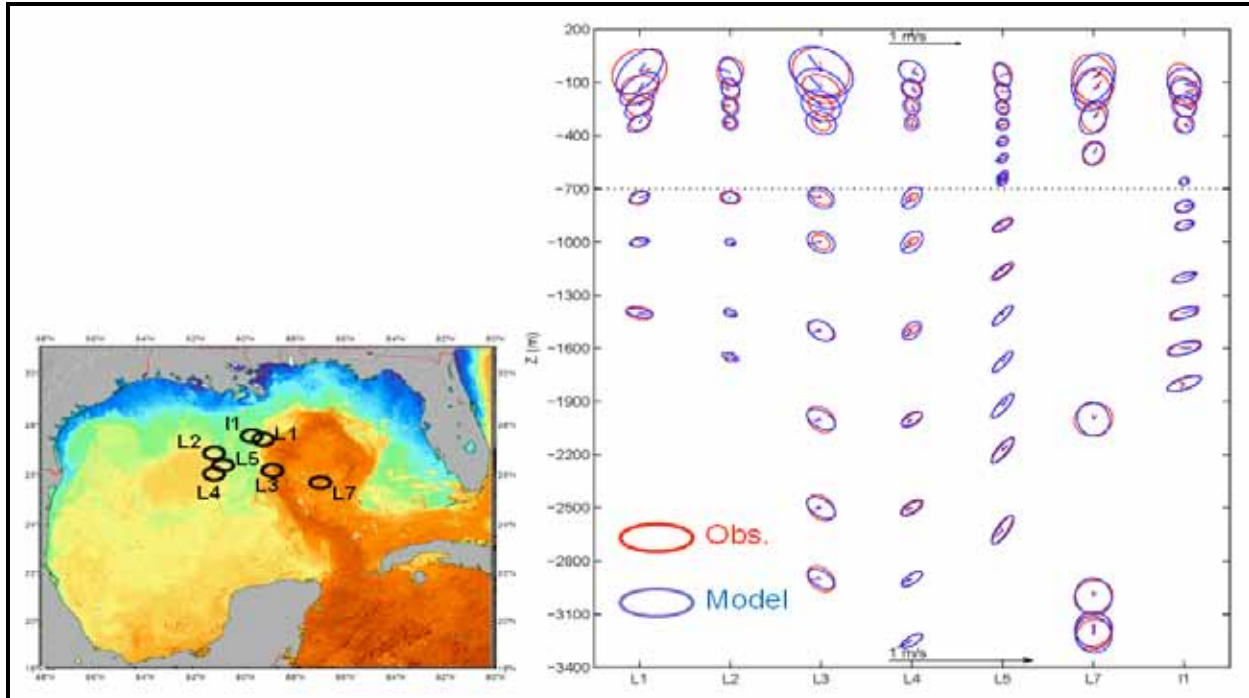 200
-100
-400
-700
-1000
-1300
-1600
-1900
-2200
-2500
-2800
-3100
-3400
Z (m)
1 m/s
Obs.
Model
1 m/s
L1 L2 L3 L4 L5 L7 I1
I1
L1
L2
L5
L4
L3
L7